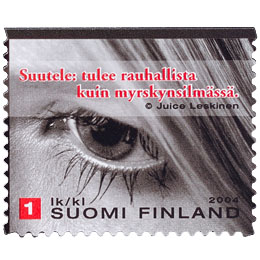 Suutele: tulee rauhallista
kuin myrskynsilmässä.
© Juice Leskinen
1 lk/kl 2004
SUOMI FINLAND